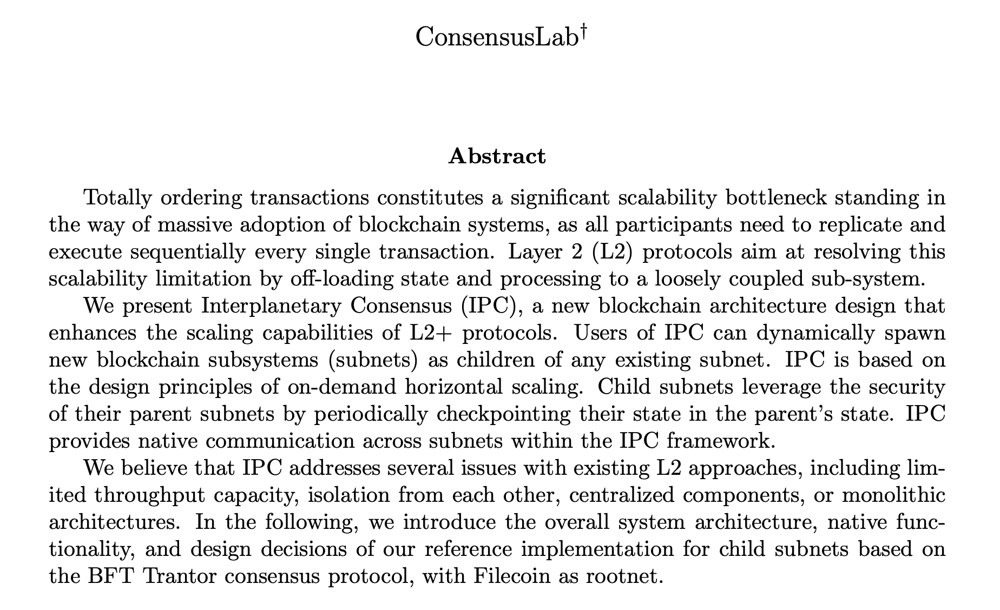 ConsensusLab†
Abstract
Totally ordering transactions constitutes a significant scalability bottleneck standing in
the way of massive adoption of blockchain systems, as all participants need to replicate and
execute sequentially every single transaction. Layer 2 (L2) protocols aim at resolving this
scalability limitation by off-loading state and processing to a loosely coupled sub-system.
We present Interplanetary Consensus (IPC), a new blockchain architecture design that
enhances the scaling capabilities of L2+ protocols. Users of IPC can dynamically spawn
new blockchain subsystems (subnets) as children of any existing subnet. IPC is based on
the design principles of on-demand horizontal scaling. Child subnets leverage the security
of their parent subnets by periodically checkpointing their state in the parent’s state. IPC
provides native communication across subnets within the IPC framework.
We believe that IPC addresses several issues with existing L2 approaches, including lim-
ited throughput capacity, isolation from each other, centralized components, or monolithic
architectures. In the following, we introduce the overall system architecture, native func-
tionality, and design decisions of our reference implementation for child subnets based on
the BFT Trantor consensus protocol, with Filecoin as rootnet.